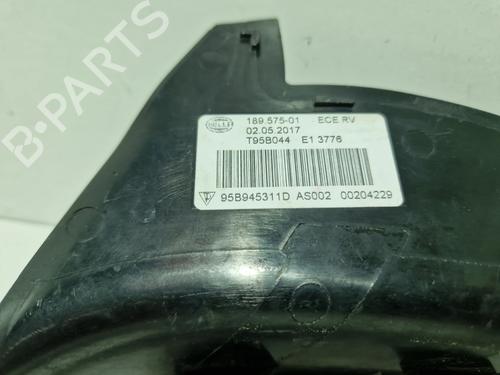 B-PARTS
HELLA
189.575-01 ECE RV
02.05.2017
T95B044 E1 3776
95B945311D AS002 00204229